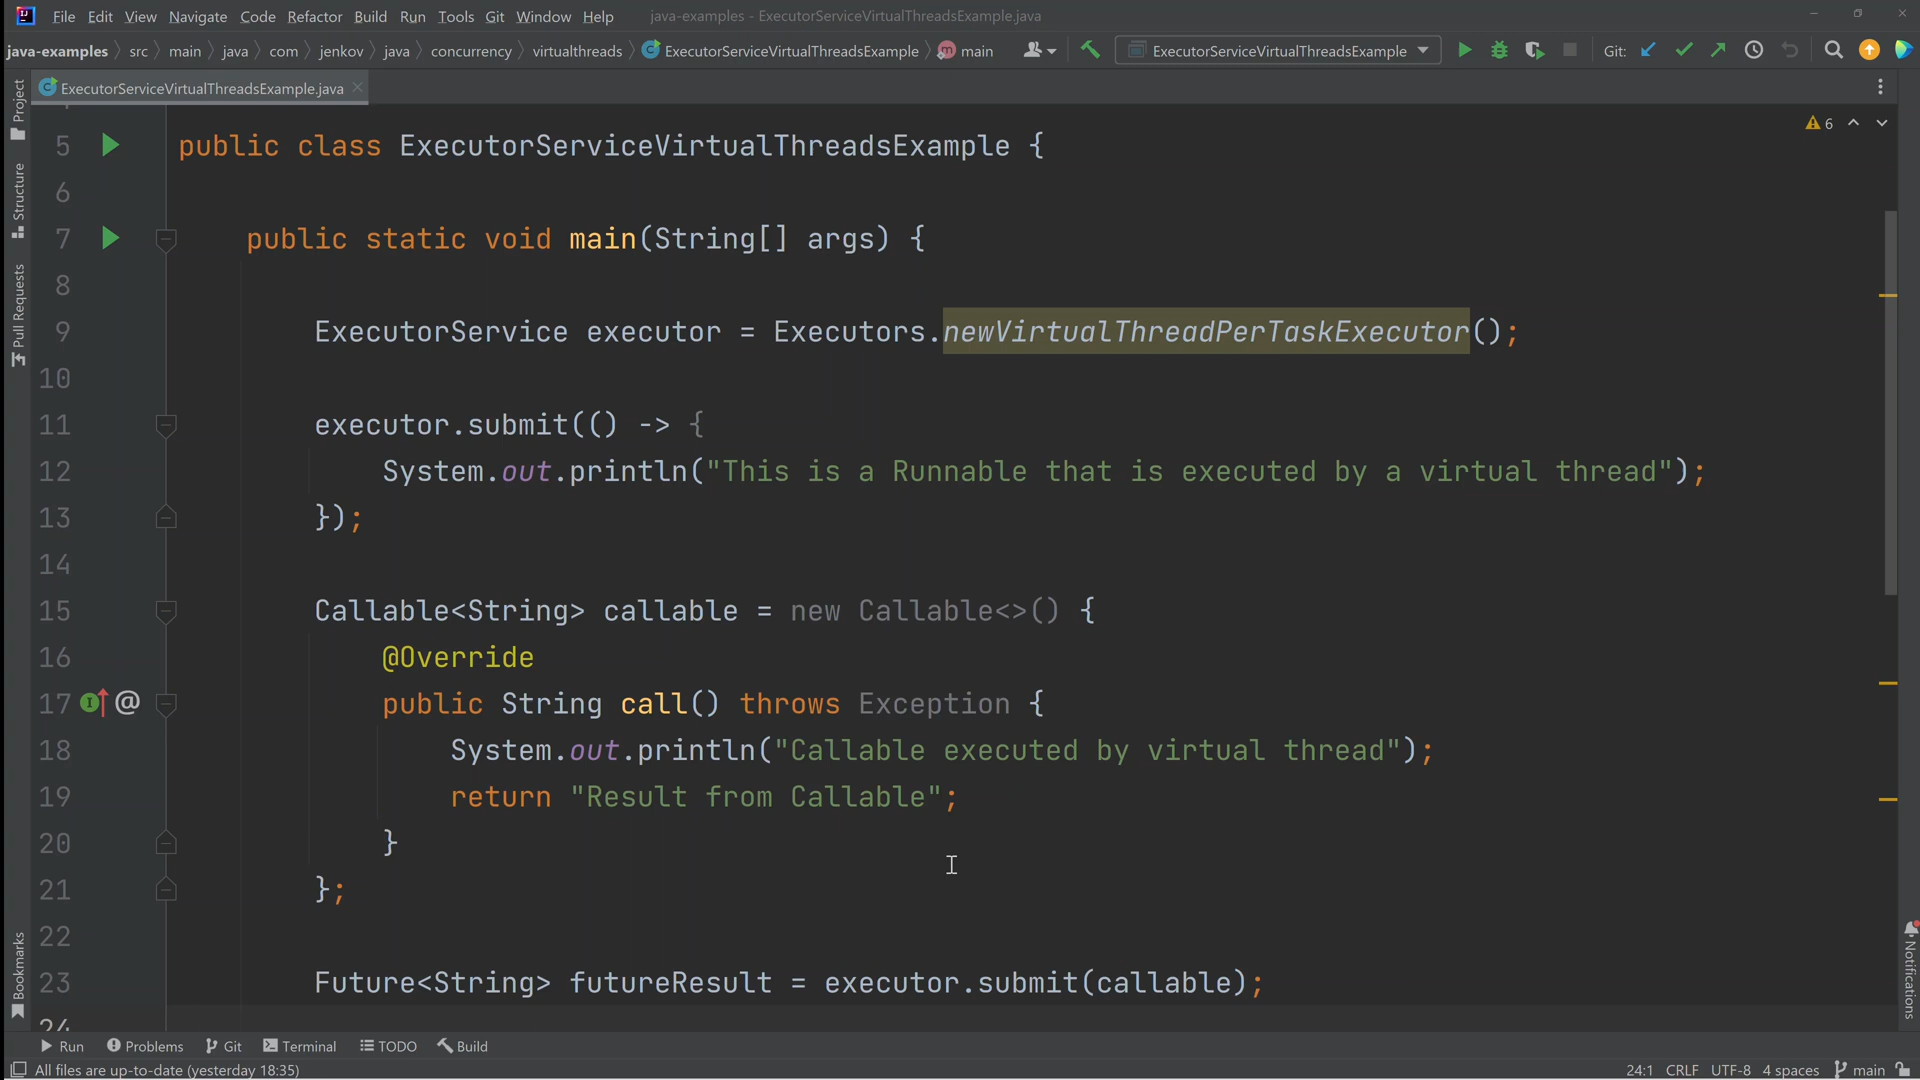 File Edit View Navigate Code Refactor Build Run Tools Git Window Help java-examples - ExecutorServiceVirtualThreadsExample.java
java-examples src main java com jenkov java concurrency virtualthreads ExecutorServiceVirtualThreadsExample main ExecutorServiceVirtualThreadsExample Git:
ExecutorServiceVirtualThreadsExample.java
Project
Structure
Pull Requests
Bookmarks
6
5 public class ExecutorServiceVirtualThreadsExample {
6
7 public static void main(String[] args) {
8
9 ExecutorService executor = Executors.newVirtualThreadPerTaskExecutor();
10
11 executor.submit(() -> {
12 System.out.println("This is a Runnable that is executed by a virtual thread");
13 });
14
15 Callable<String> callable = new Callable<>() {
16 @Override
17 public String call() throws Exception {
18 System.out.println("Callable executed by virtual thread");
19 return "Result from Callable";
20 }
21 };
22
23 Future<String> futureResult = executor.submit(callable);
24
Notifications
Run Problems Git Terminal TODO Build
All files are up-to-date (yesterday 18:35) 24:1 CRLF UTF-8 4 spaces main